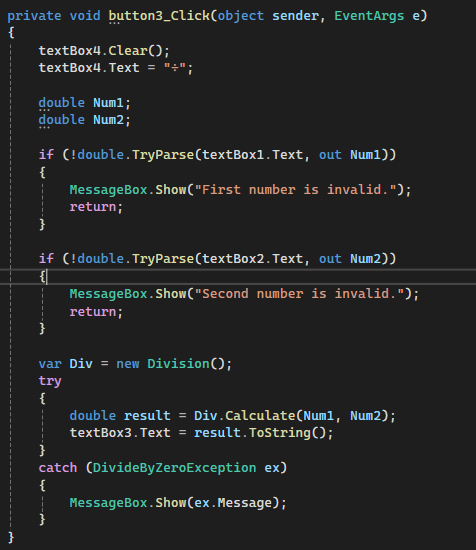 private void button3_Click(object sender, EventArgs e)
{
textBox4.Clear();
textBox4.Text = "÷";
double Num1;
double Num2;
if (!double.TryParse(textBox1.Text, out Num1))
{
MessageBox.Show("First number is invalid.");
return;
}
if (!double.TryParse(textBox2.Text, out Num2))
{
MessageBox.Show("Second number is invalid.");
return;
}
var Div = new Division();
try
{
double result = Div.Calculate(Num1, Num2);
textBox3.Text = result.ToString();
}
catch (DivideByZeroException ex)
{
MessageBox.Show(ex.Message);
}
}